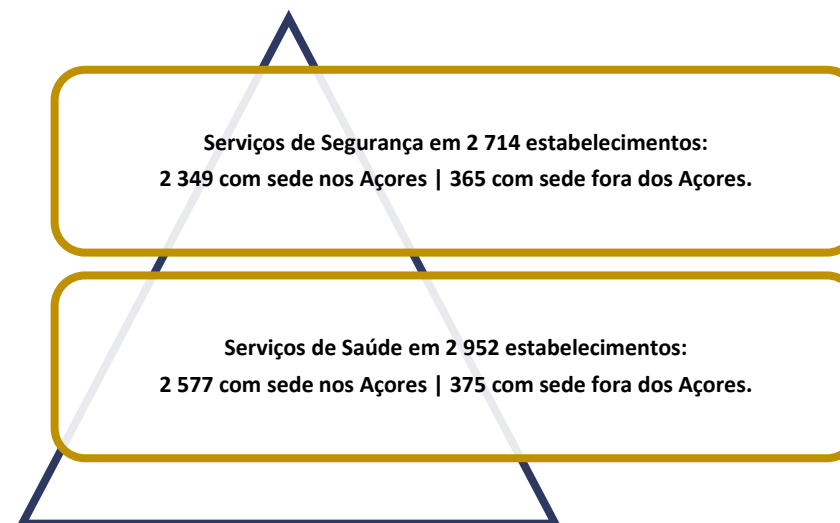 Serviços de Segurança em 2 714 estabelecimentos:
2 349 com sede nos Açores | 365 com sede fora dos Açores.
Serviços de Saúde em 2 952 estabelecimentos:
2 577 com sede nos Açores | 375 com sede fora dos Açores.